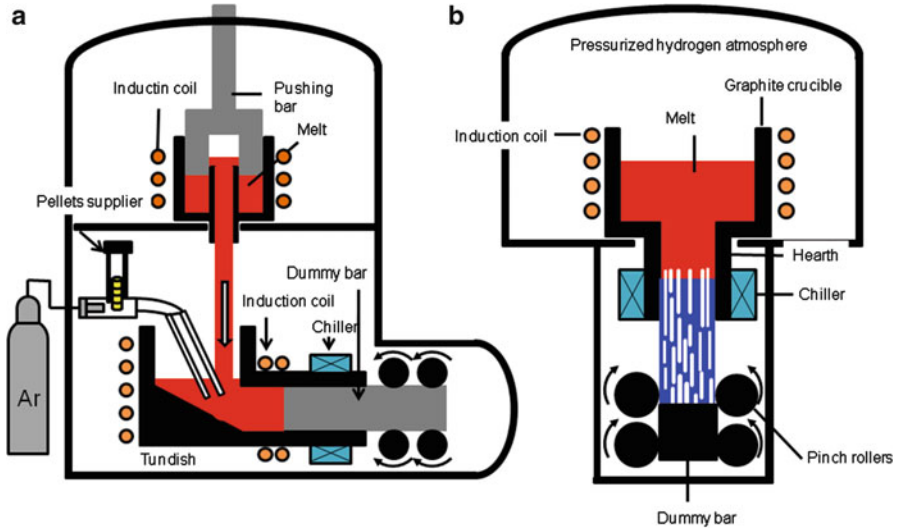 a
Inductin coil
Pushing
bar
Melt
Pellets supplier
Dummy bar
Induction coil
Chiller
Ar
Tundish
b
Pressurized hydrogen atmosphere
Graphite crucible
Induction coil
Melt
Hearth
Chiller
Pinch rollers
Dummy bar